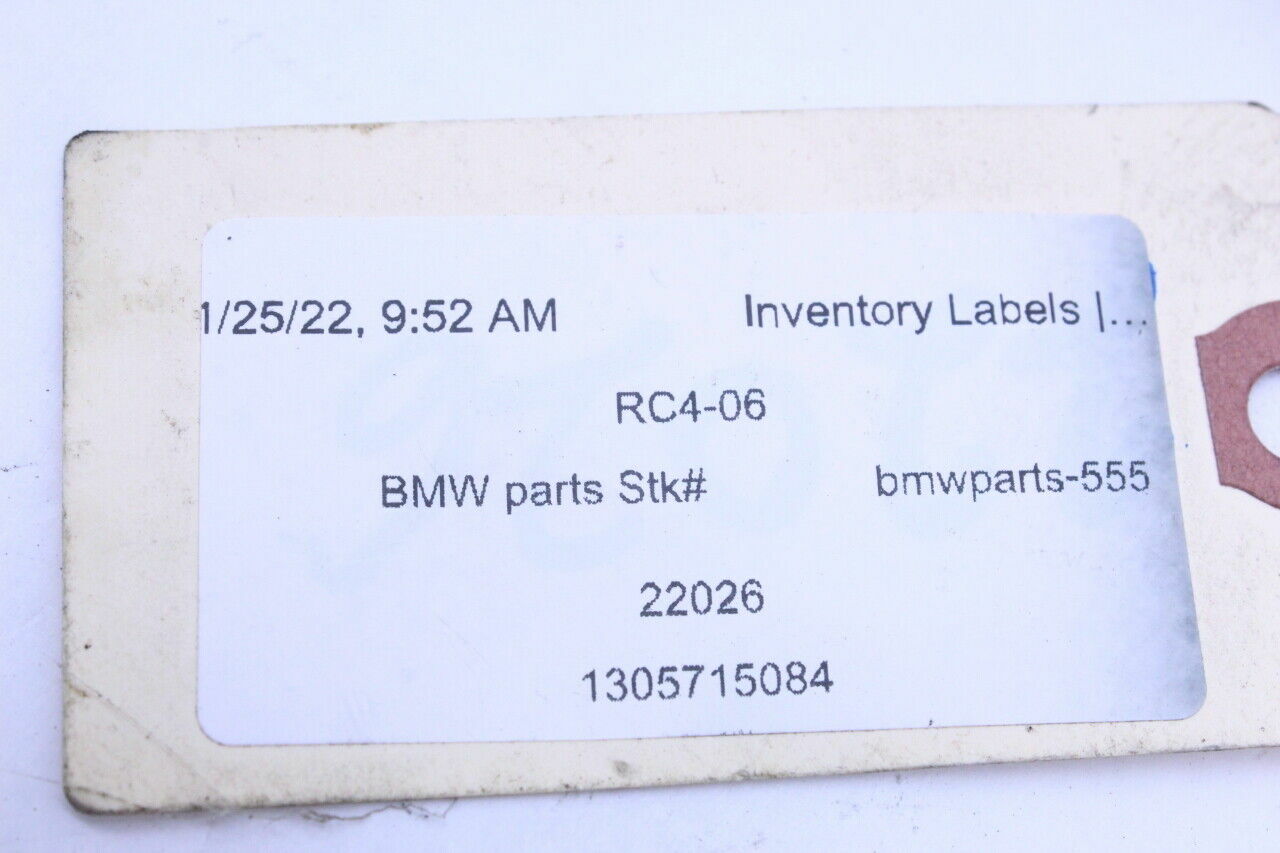 1/25/22, 9:52 AM Inventory Labels |...
RC4-06
BMW parts Stk# bmwparts-555
22026
1305715084